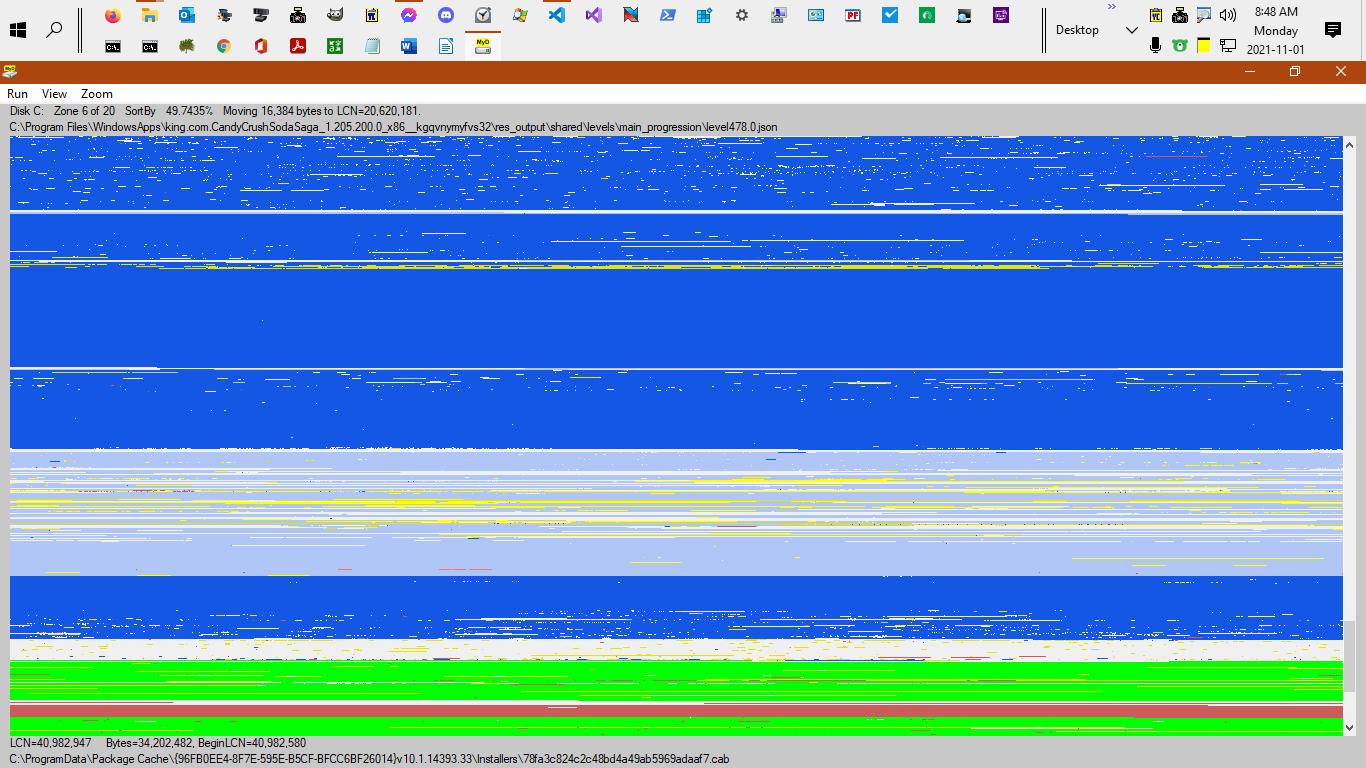 8:48 AM
Desktop
Monday
2021-11-01
C:\_
C:\_
MyD
Run View Zoom
Disk C: Zone 6 of 20 SortBy 49.7435% Moving 16,384 bytes to LCN=20,620,181.
C:\Program Files\WindowsApps\king.com.CandyCrushSodaSaga_1.205.200.0_x86__kgqvnymyfvs32\res_output\shared\levels\main_progression\level478.0.json
LCN=40,982,947 Bytes=34,202,482, BeginLCN=40,982,580
C:\ProgramData\Package Cache\{96FB0EE4-8F7E-595E-B5CF-BFCC6BF26014}v10.1.14393.33\Installers\78fa3c824c2c48bd4a49ab5969adaaf7.cab